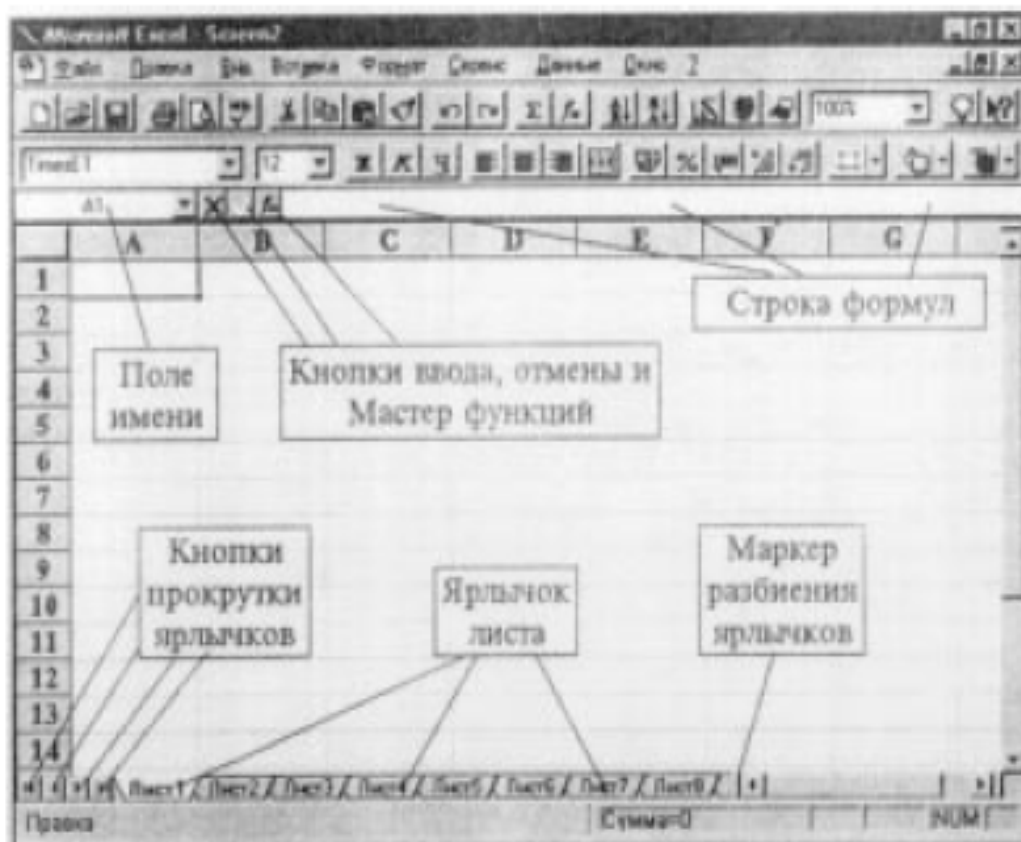 Microsoft Excel - Screen2
Файл Правка Вид Вставка Формат Сервис Данные Окно ?
100%
12
A1
A B C D E F G
1
2
3
4
5
6
7
8
9
10
11
12
13
14
Строка формул
Поле
имени
Кнопки ввода, отмены и
Мастер функций
Кнопки
прокрутки
ярлычков
Ярлычок
листа
Маркер
разбиения
ярлычков
Лист1 Лист2 Лист3 Лист4 Лист5 Лист6 Лист7 Лист8
Правка Сумма=0 NUM